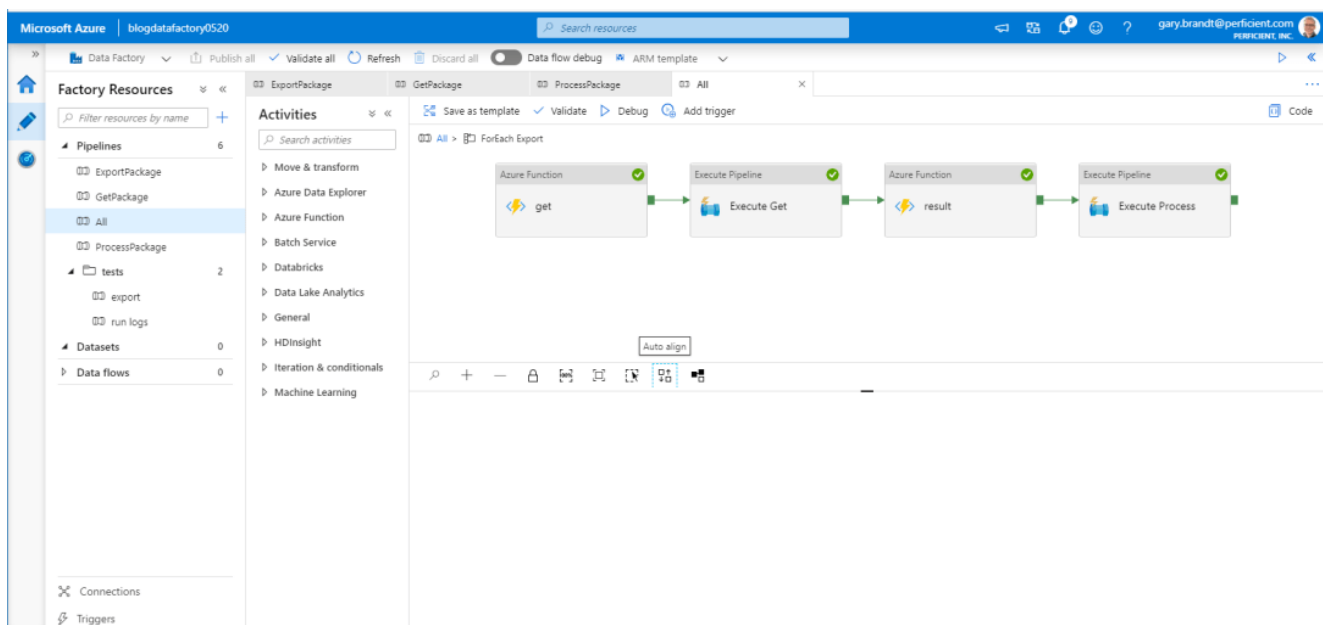 Microsoft Azure blogdatafactory0520 Search resources 9 ? gary.brandt@perficient.com
PERFICIENT, INC.
» Data Factory Publish all Validate all Refresh Discard all Data flow debug ARM template «
Factory Resources «
Filter resources by name +
Pipelines 6
ExportPackage
GetPackage
All
ProcessPackage
tests 2
export
run logs
Datasets 0
Data flows 0
Connections
Triggers
ExportPackage GetPackage ProcessPackage All × ...
Activities «
Search activities
Move & transform
Azure Data Explorer
Azure Function
Batch Service
Databricks
Data Lake Analytics
General
HDInsight
Iteration & conditionals
Machine Learning
Save as template Validate Debug Add trigger Code
All > ForEach Export
Azure Function Execute Pipeline Azure Function Execute Pipeline
get Execute Get result Execute Process
Auto align